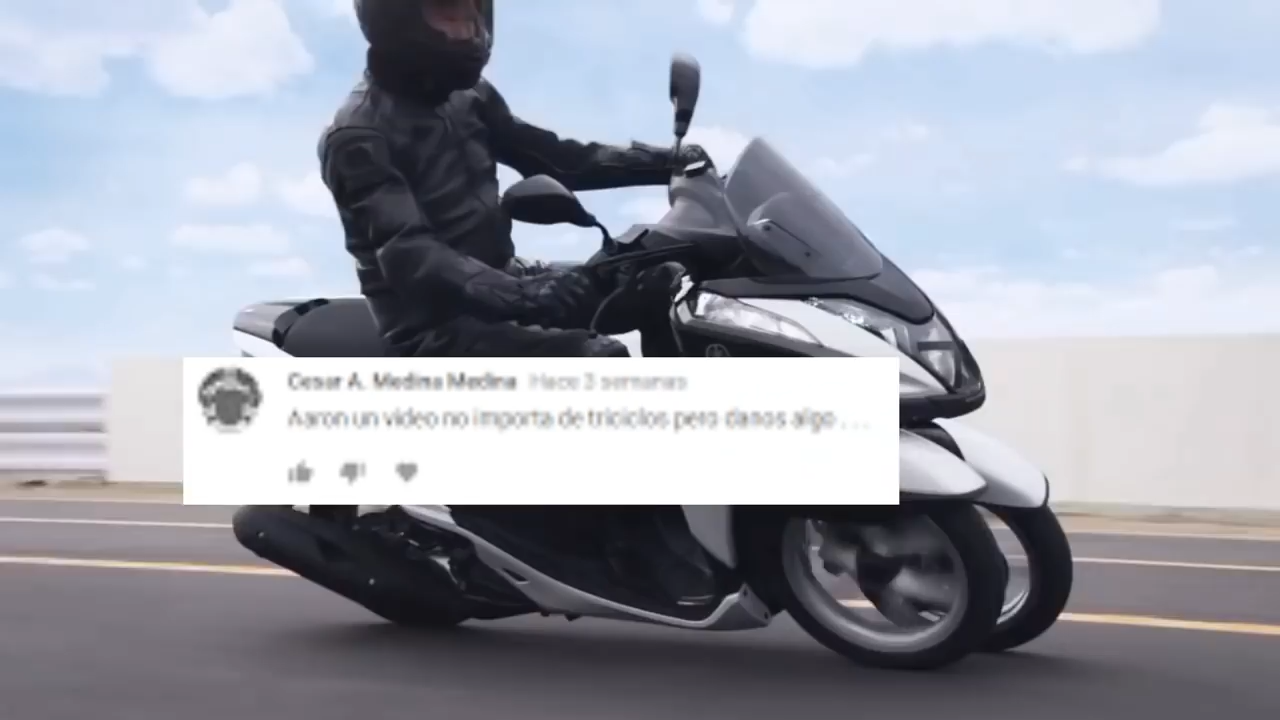 Cesar A. Medina Medina Hace 3 semanas
Aaron un video no importa de triciclos pero danos algo . . .